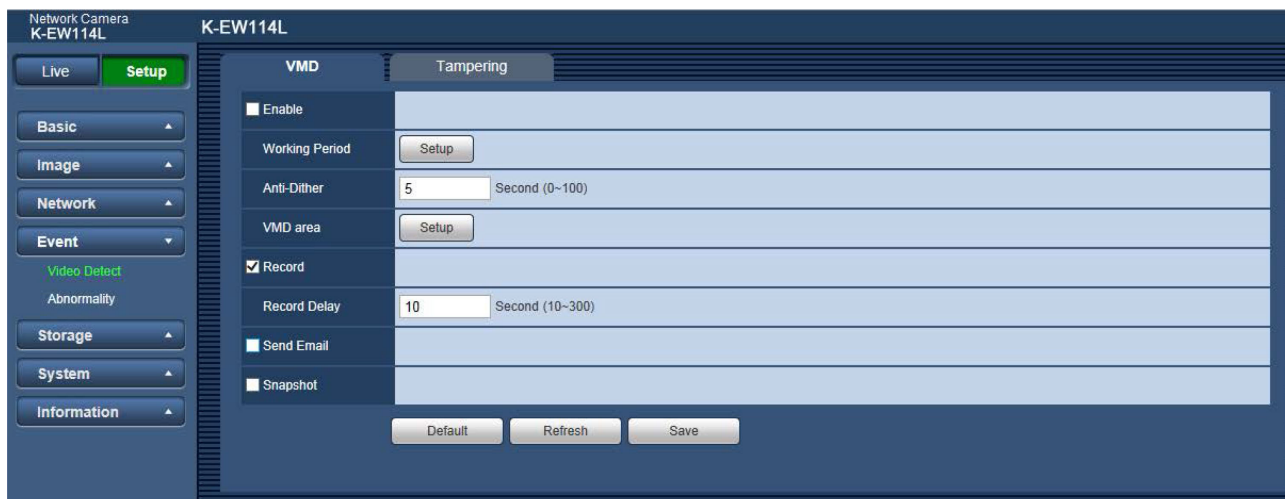 Network Camera
K-EW114L
K-EW114L
Live Setup
Basic
Image
Network
Event
Video Detect
Abnormality
Storage
System
Information
VMD Tampering
Enable
Working Period Setup
Anti-Dither 5 Second (0~100)
VMD area Setup
Record
Record Delay 10 Second (10~300)
Send Email
Snapshot
Default Refresh Save